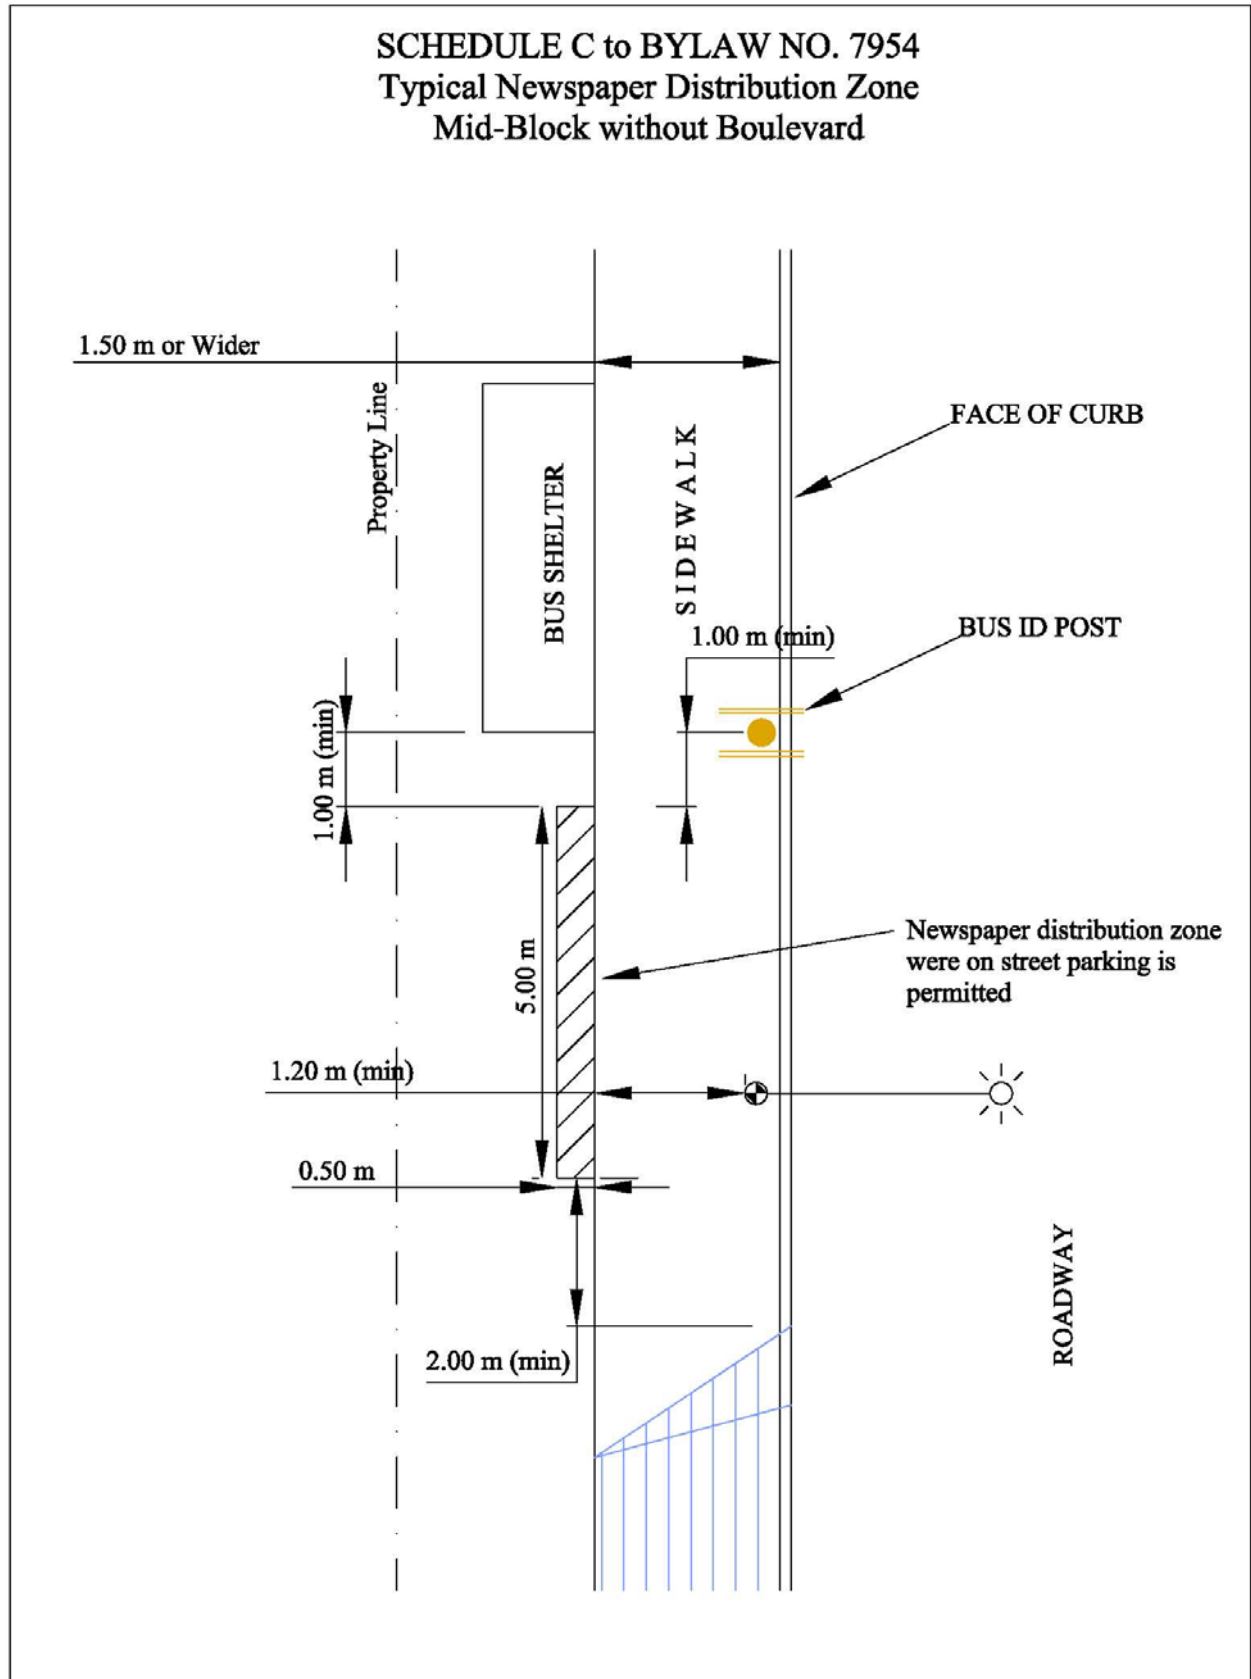 SCHEDULE C to BYLAW NO. 7954
Typical Newspaper Distribution Zone
Mid-Block without Boulevard
1.50 m or Wider
Property Line
BUS SHELTER
SIDEWALK
FACE OF CURB
BUS ID POST
1.00 m (min)
1.00 m (min)
5.00 m
Newspaper distribution zone
were on street parking is
permitted
1.20 m (min)
0.50 m
ROADWAY
2.00 m (min)